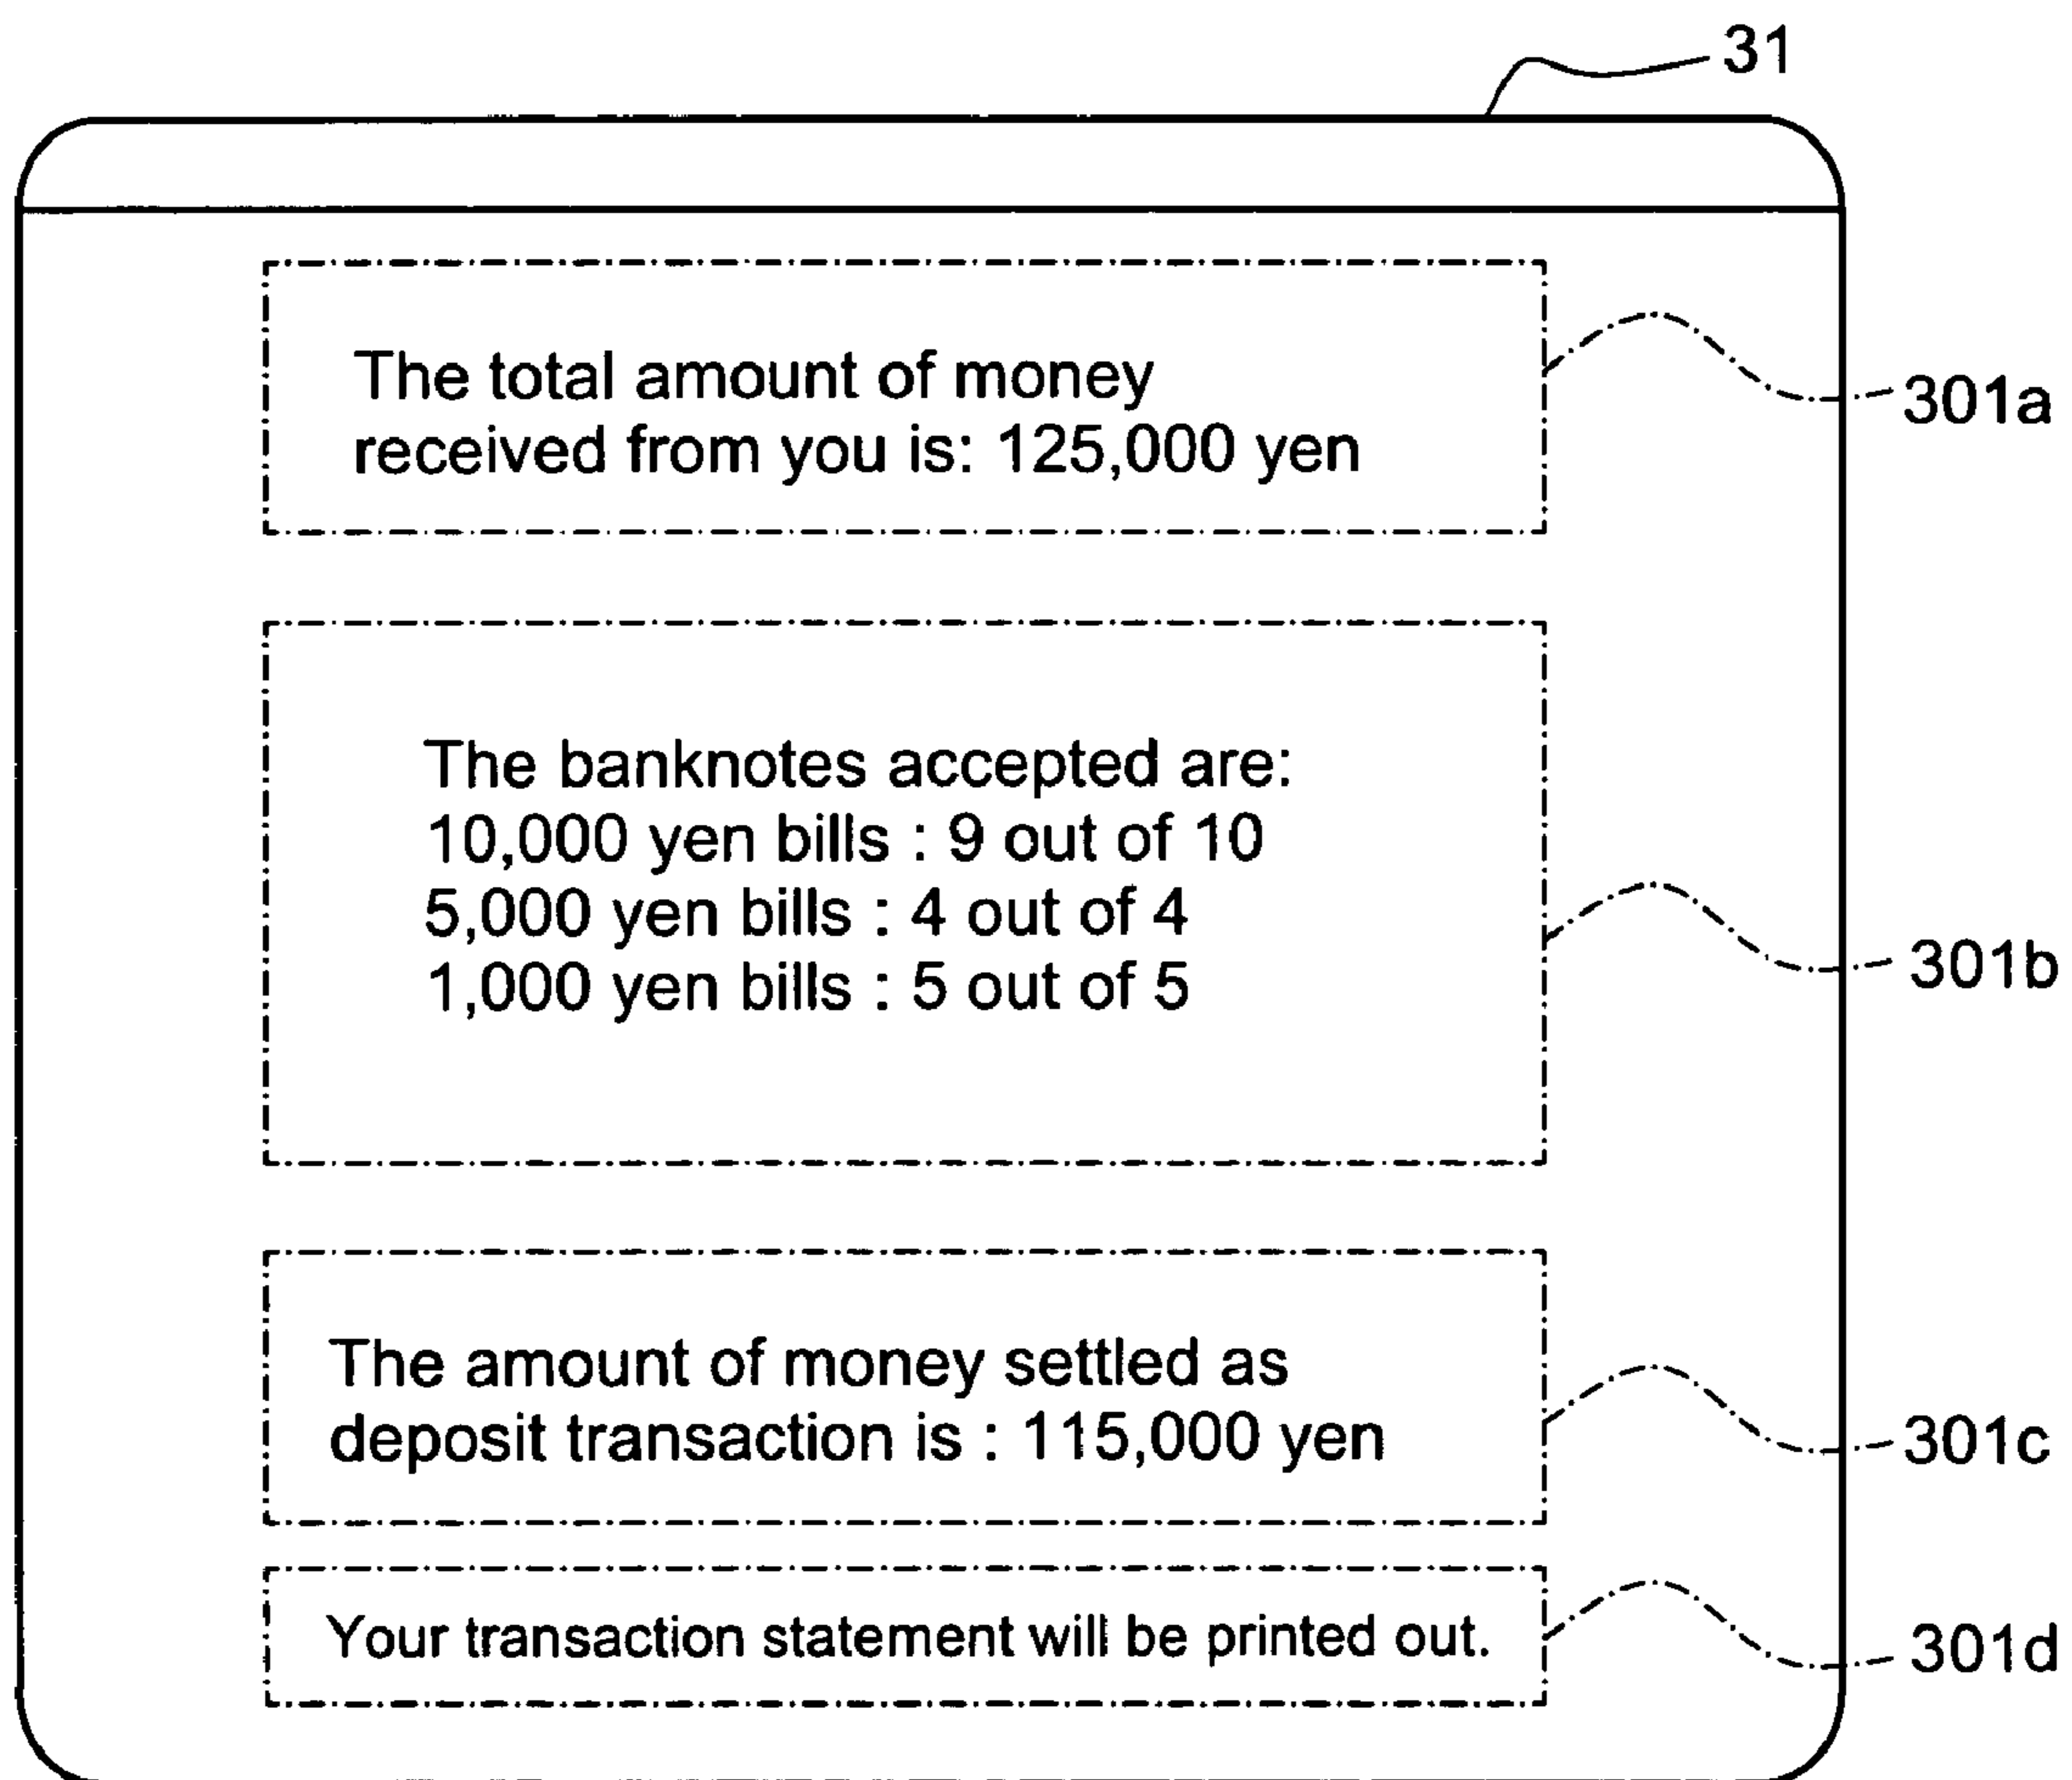 31
The total amount of money
received from you is: 125,000 yen
301a
The banknotes accepted are:
10,000 yen bills : 9 out of 10
5,000 yen bills : 4 out of 4
1,000 yen bills : 5 out of 5
301b
The amount of money settled as
deposit transaction is : 115,000 yen
301c
Your transaction statement will be printed out.
301d